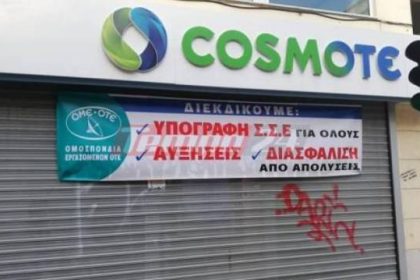 COSMOTE
ΔΙΕΚΔΙΚΟΥΜΕ:
ΟΜΕ-ΟΤΕ
ΟΜΟΣΠΟΝΔΙΑ
ΕΡΓΑΖΟΜΕΝΩΝ ΟΤΕ
ΥΠΟΓΡΑΦΗ Σ.Σ.Ε ΓΙΑ ΟΛΟΥΣ
ΑΥΞΗΣΕΙΣ ΔΙΑΣΦΑΛΙΣΗ
ΑΠΟ ΑΠΟΛΥΣΕΙΣ